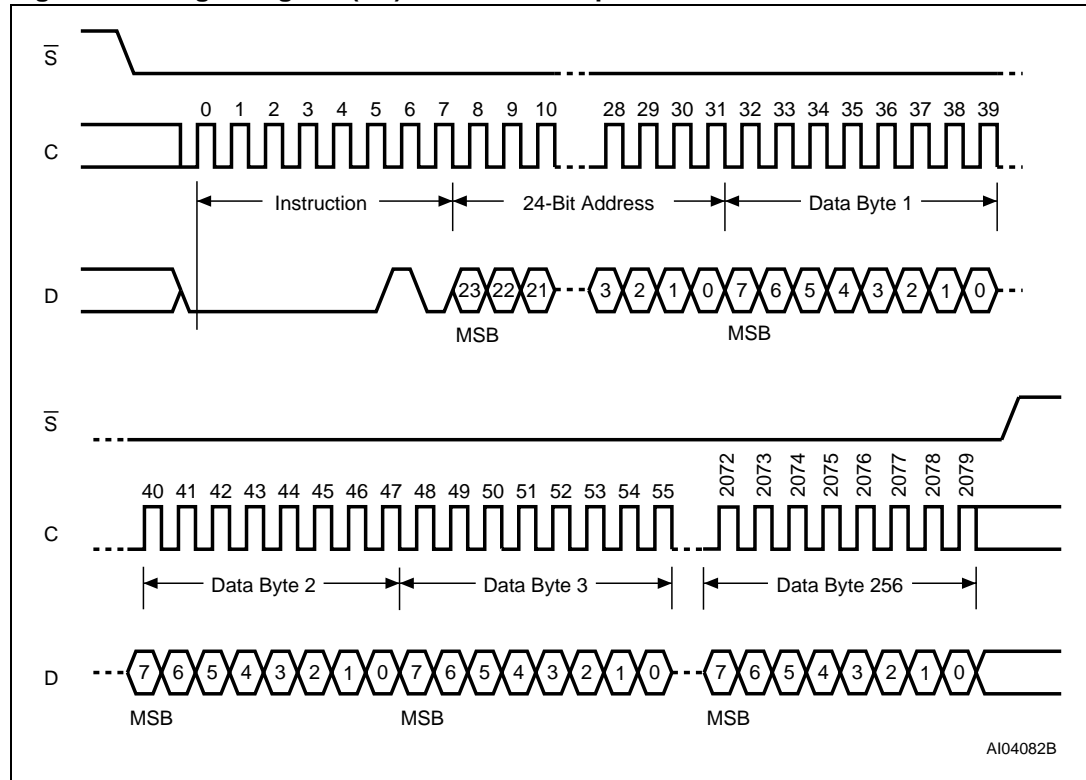 S
0 1 2 3 4 5 6 7 8 9 10 28 29 30 31 32 33 34 35 36 37 38 39
C
Instruction 24-Bit Address Data Byte 1
D 23 22 21 3 2 1 0 7 6 5 4 3 2 1 0
MSB MSB
S
2072 2073 2074 2075 2076 2077 2078 2079
40 41 42 43 44 45 46 47 48 49 50 51 52 53 54 55
C
Data Byte 2 Data Byte 3 Data Byte 256
D 7 6 5 4 3 2 1 0 7 6 5 4 3 2 1 0 7 6 5 4 3 2 1 0
MSB MSB MSB
AI04082B